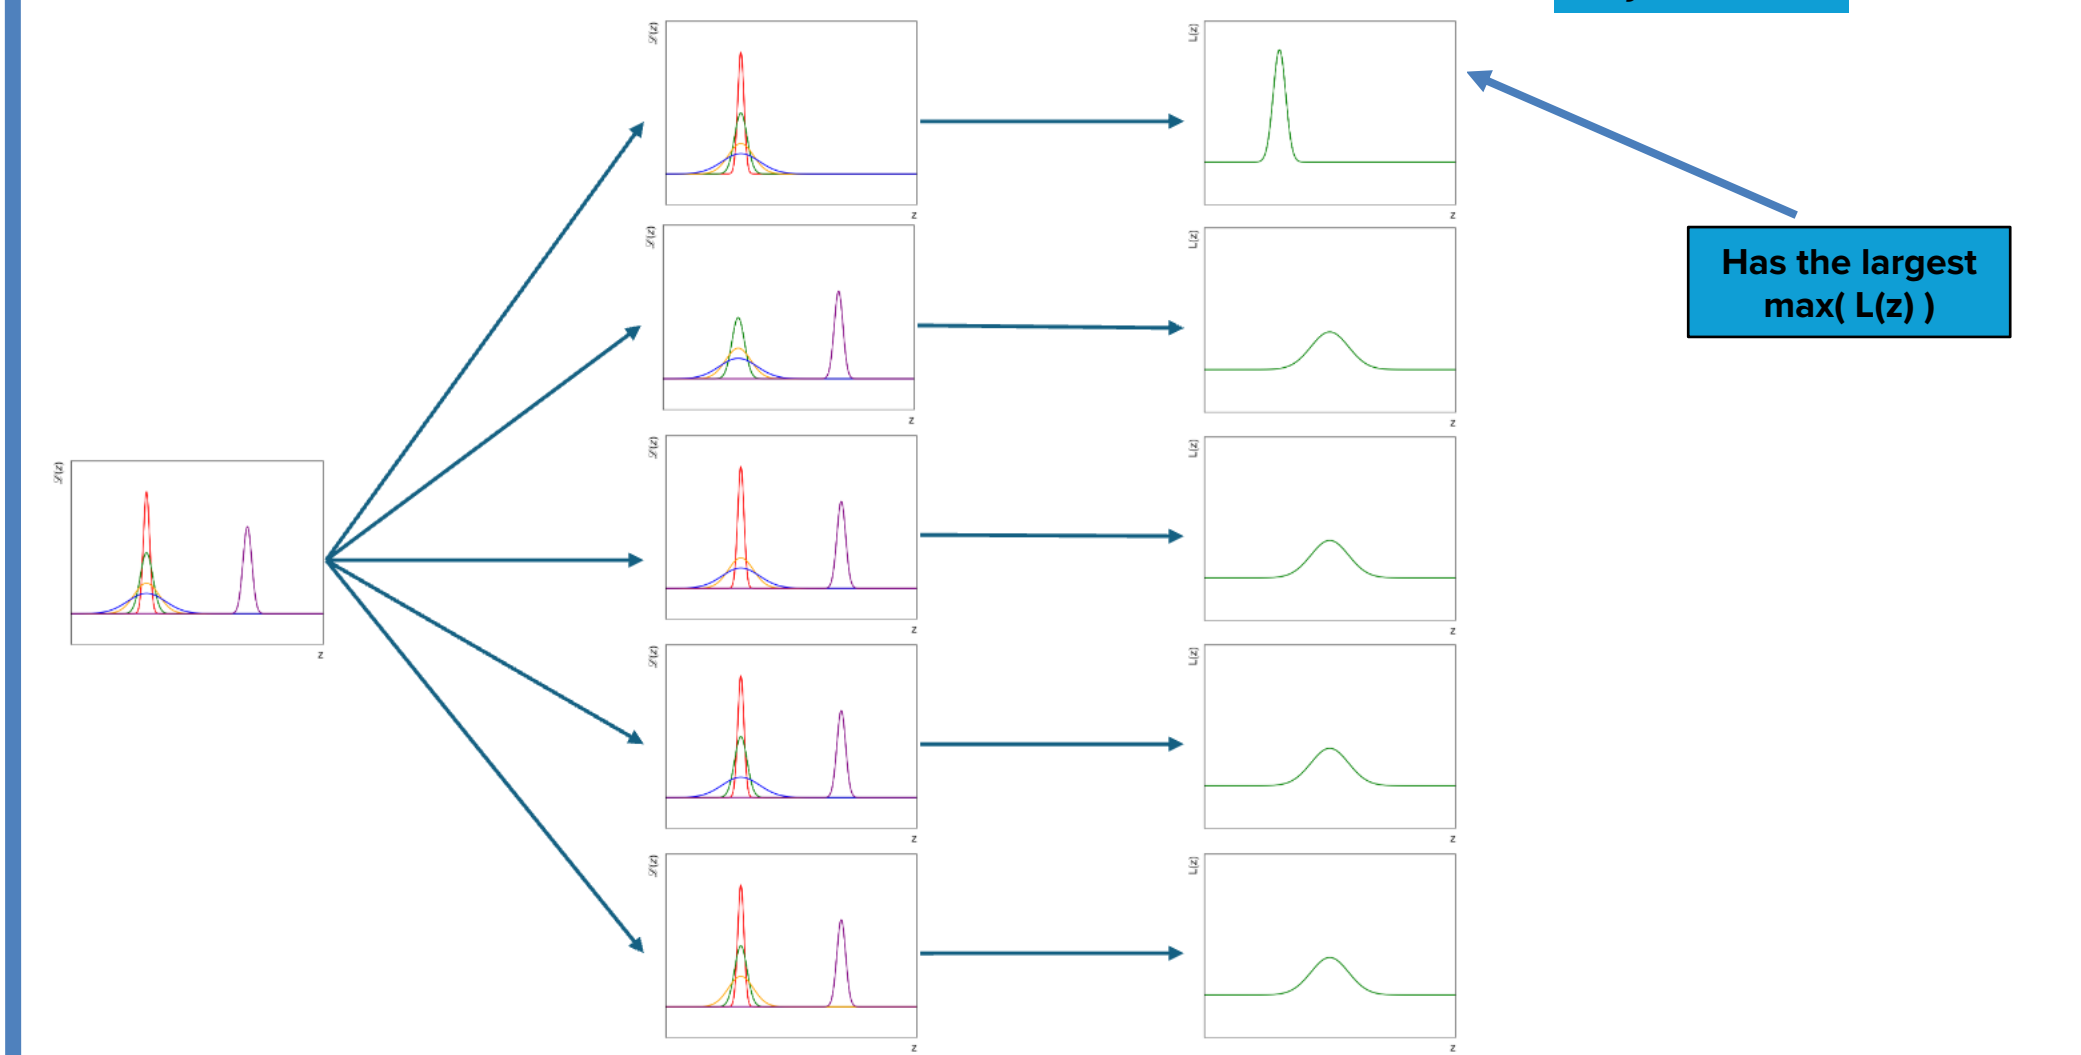 ℒ(z)
z
L(z)
z
ℒ(z)
z
L(z)
z
Has the largest
max( L(z) )
ℒ(z)
z
ℒ(z)
z
L(z)
z
ℒ(z)
z
L(z)
z
ℒ(z)
z
L(z)
z